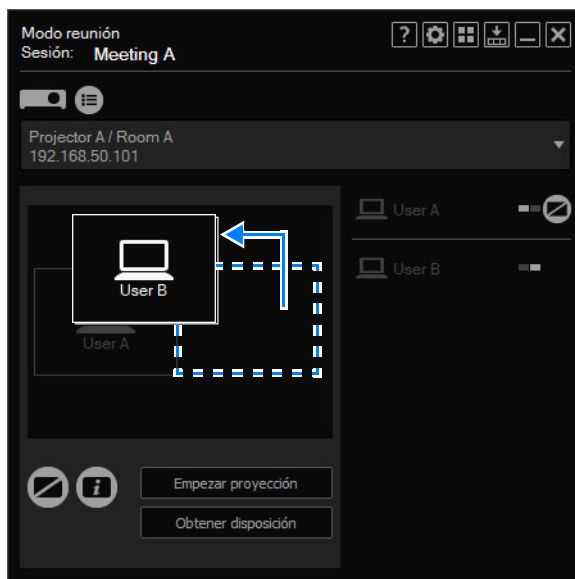 Modo reunión
Sesión: Meeting A
Projector A / Room A
192.168.50.101
User A
User B
User B
User A
Empezar proyección
Obtener disposición